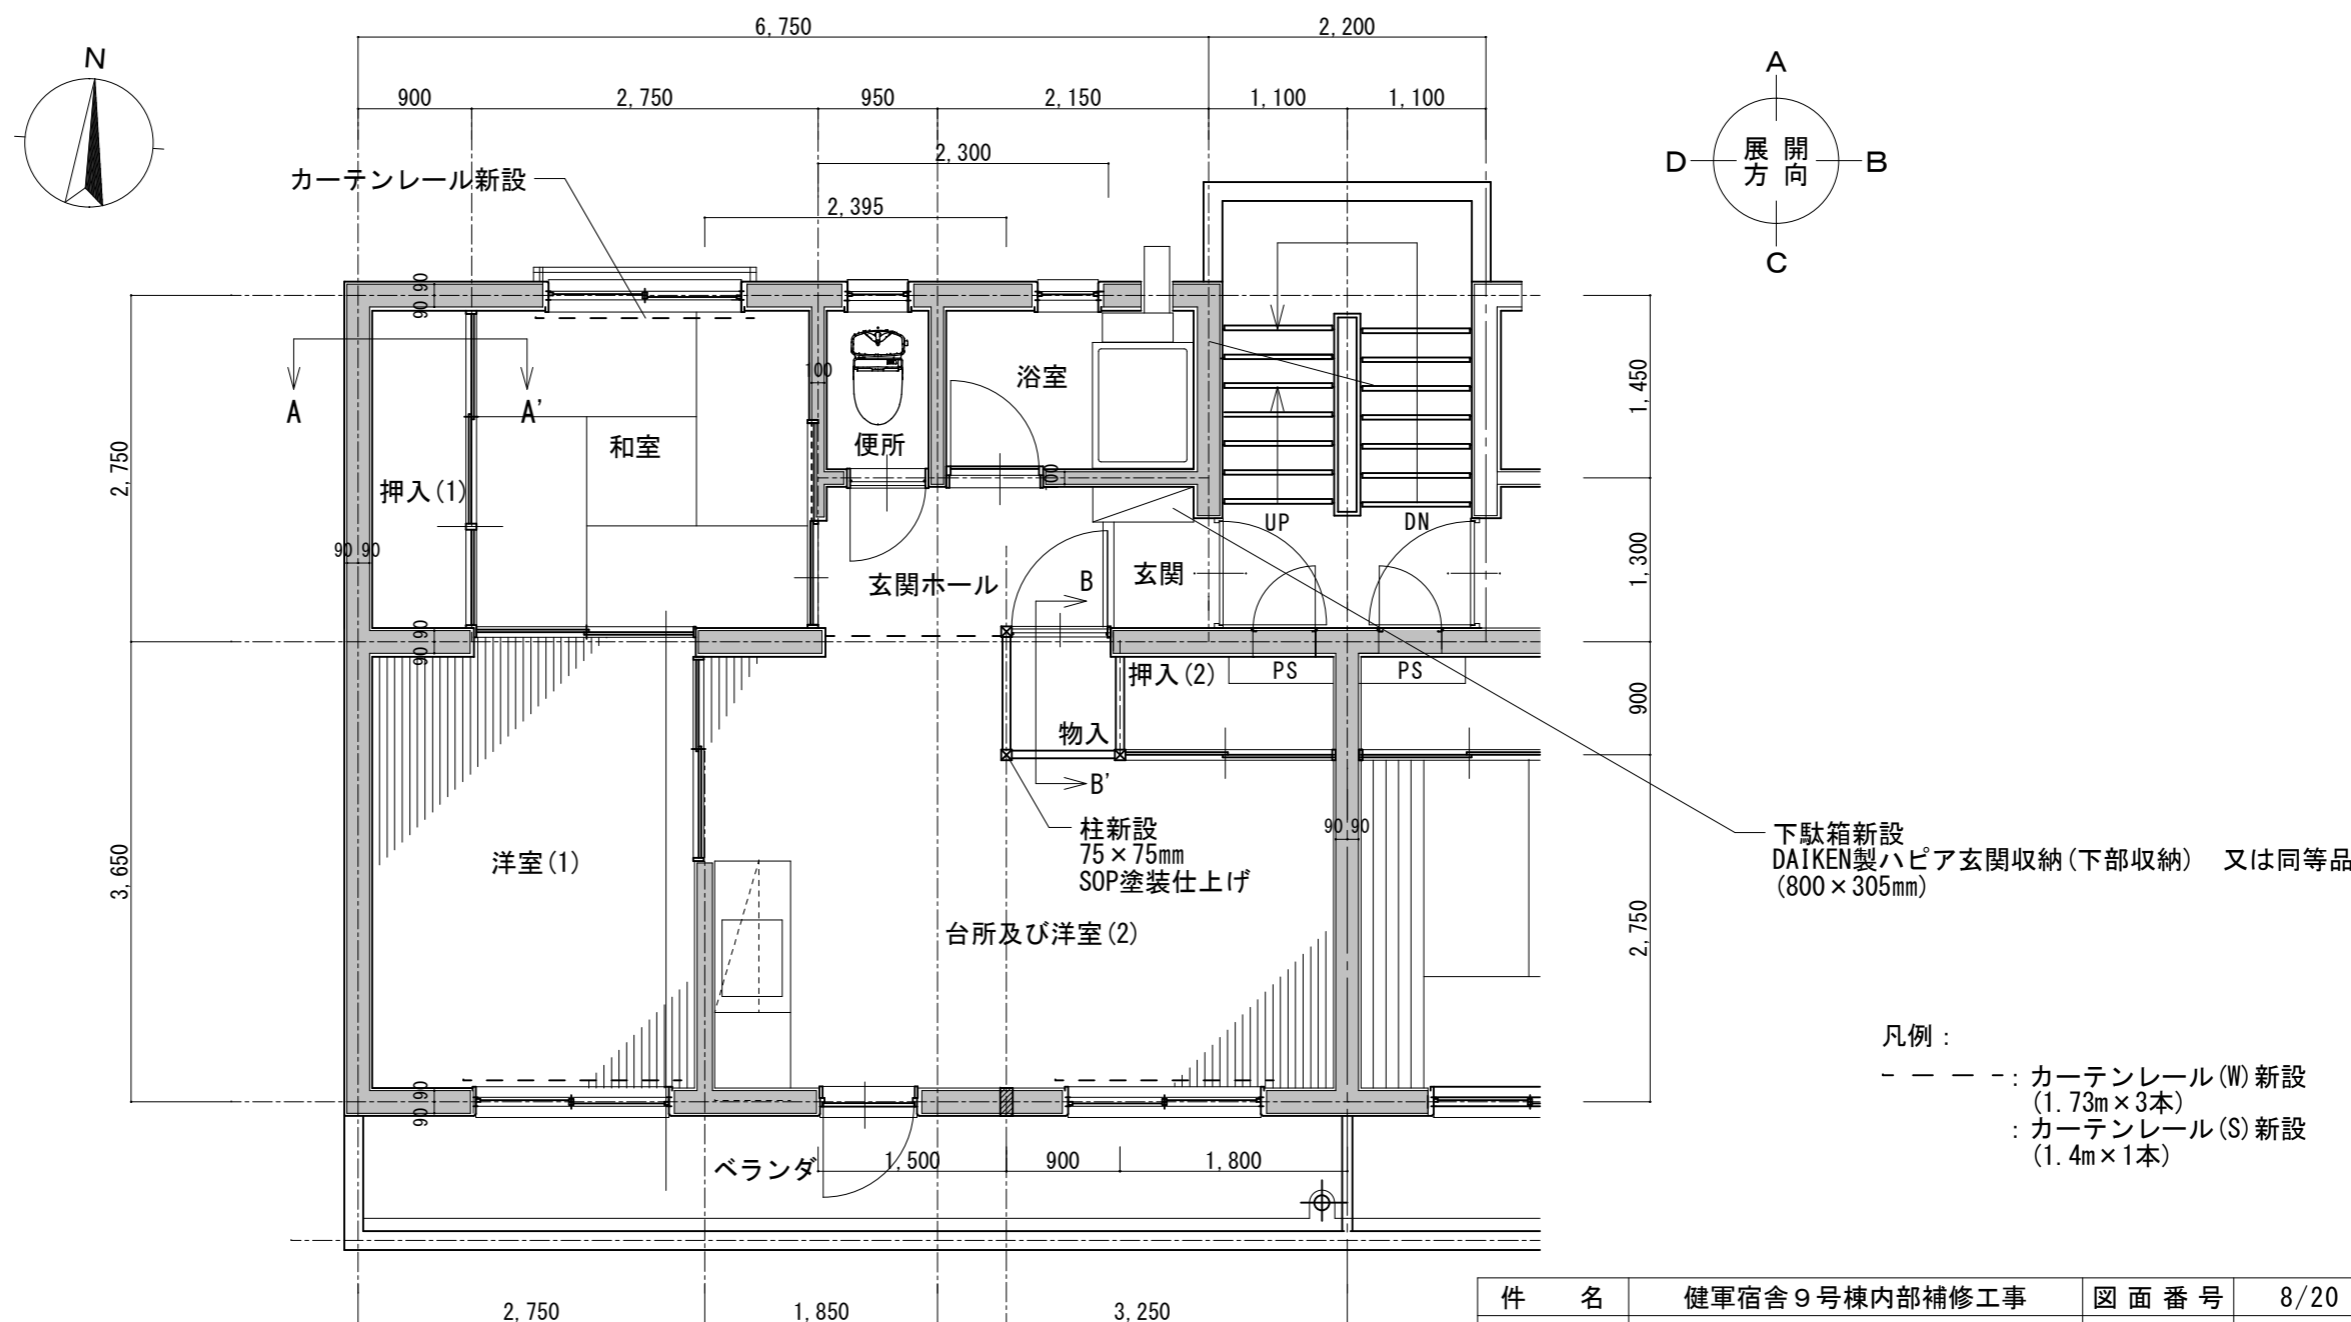 6,750
2,200
N
A
900
2,750
950
2,150
1,100
1,100
展 開
方 向
D
B
C
2,300
カーテンレール新設
2,395
90
90
100
浴室
A
A'
和室
便所
1,450
2,750
押入(1)
UP
DN
90 90
玄関ホール
B
玄関
1,300
90
90
押入(2)
PS
PS
900
物入
B'
柱新設
75×75mm
SOP塗装仕上げ
90 90
下駄箱新設
DAIKEN製ハピア玄関収納(下部収納) 又は同等品
(800×305mm)
洋室(1)
3,650
台所及び洋室(2)
2,750
凡例:
: カーテンレール(W)新設
(1.73m×3本)
: カーテンレール(S)新設
(1.4m×1本)
90
90
ベランダ
1,500
900
1,800
2,750
1,850
3,250
件 名
健軍宿舎9号棟内部補修工事
図面番号
8/20